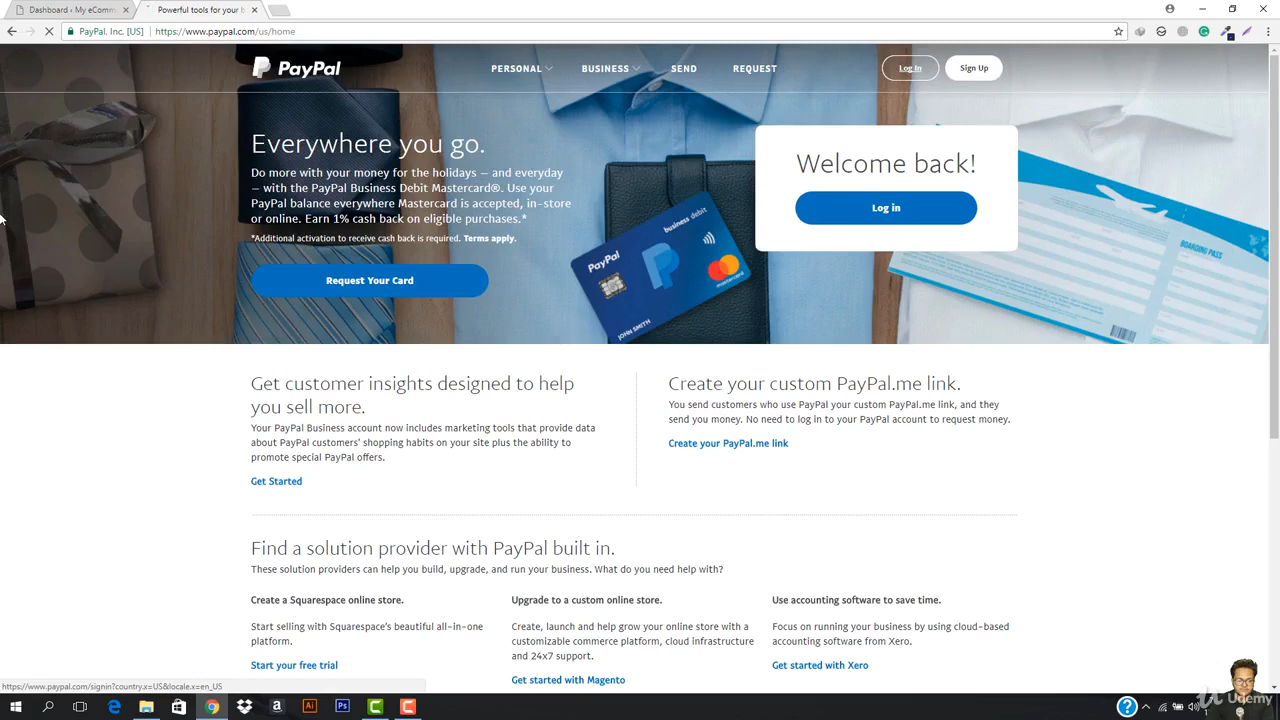 Dashboard ‹ My eComm
Powerful tools for your b
PayPal, Inc. [US]
https://www.paypal.com/us/home
PayPal
PERSONAL
BUSINESS
SEND
REQUEST
Log In
Sign Up
Everywhere you go.
Do more with your money for the holidays — and everyday
— with the PayPal Business Debit Mastercard®. Use your
PayPal balance everywhere Mastercard is accepted, in-store
or online. Earn 1% cash back on eligible purchases.*
*Additional activation to receive cash back is required. Terms apply.
Request Your Card
Welcome back!
Log in
PayPal
business debit
mastercard
JOHN SMITH
BOARDING PASS
Get customer insights designed to help
you sell more.
Your PayPal Business account now includes marketing tools that provide data
about PayPal customers' shopping habits on your site plus the ability to
promote special PayPal offers.
Get Started
Create your custom PayPal.me link.
You send customers who use PayPal your custom PayPal.me link, and they
send you money. No need to log in to your PayPal account to request money.
Create your PayPal.me link
Find a solution provider with PayPal built in.
These solution providers can help you build, upgrade, and run your business. What do you need help with?
Create a Squarespace online store.
Start selling with Squarespace's beautiful all-in-one
platform.
Start your free trial
Upgrade to a custom online store.
Create, launch and help grow your online store with a
customizable commerce platform, cloud infrastructure
and 24x7 support.
Get started with Magento
Use accounting software to save time.
Focus on running your business by using cloud-based
accounting software from Xero.
Get started with Xero
https://www.paypal.com/signin?country.x=US&locale.x=en_US
Udemy